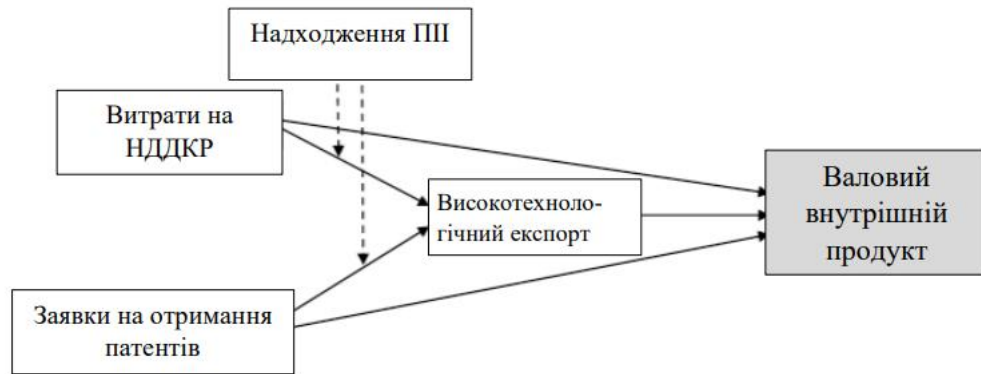 Надходження ПІІ
Витрати на
НДДКР
Високотехноло-
гічний експорт
Валовий
внутрішній
продукт
Заявки на отримання
патентів